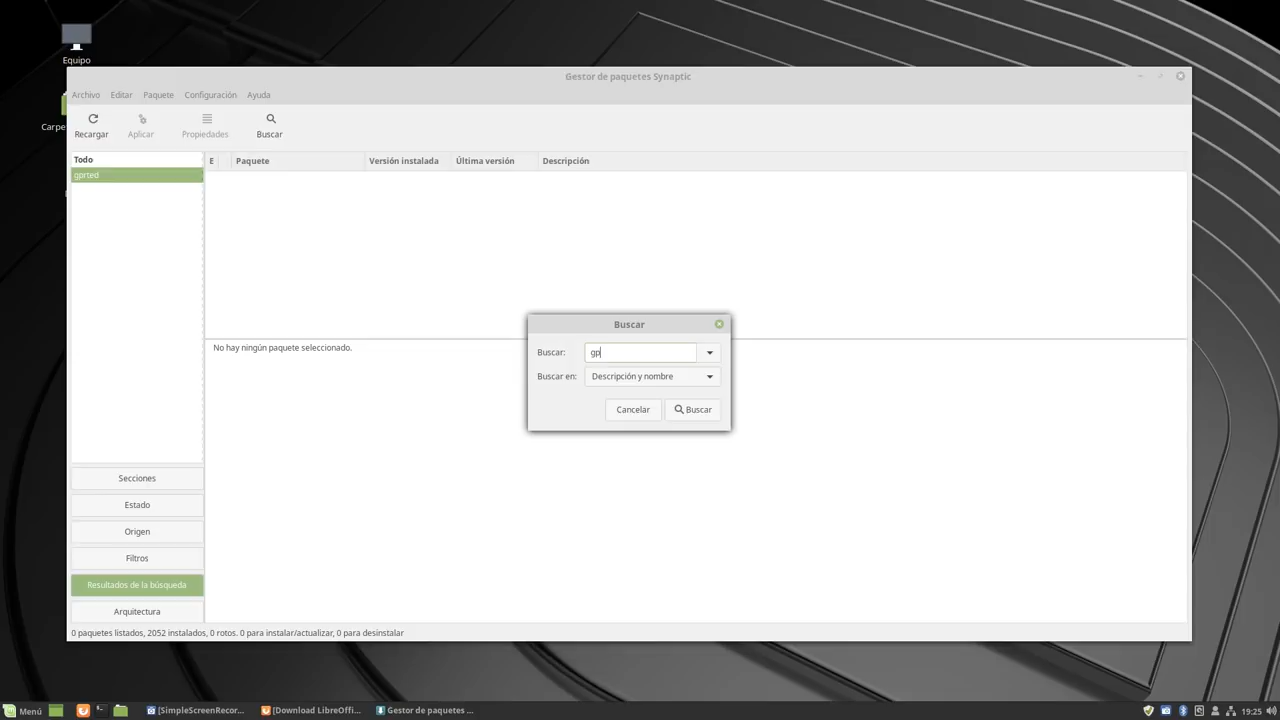 Equipo
Gestor de paquetes Synaptic
Archivo Editar Paquete Configuración Ayuda
Carpe
Recargar Aplicar Propiedades Buscar
Todo
gprted
E Paquete Versión instalada Última versión Descripción
No hay ningún paquete seleccionado.
Buscar
Buscar: gp
Buscar en: Descripción y nombre
Cancelar Buscar
Secciones
Estado
Origen
Filtros
Resultados de la búsqueda
Arquitectura
0 paquetes listados, 2052 instalados, 0 rotos. 0 para instalar/actualizar, 0 para desinstalar
Menú [SimpleScreenRecor... [Download LibreOffi... Gestor de paquetes ... 19:25